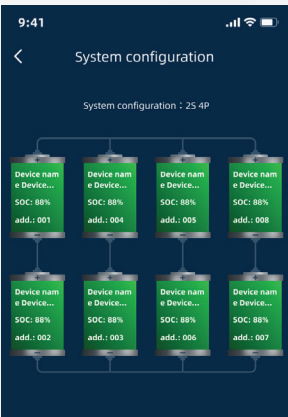 9:41
System configuration
System configuration：2S 4P
+ + + +
Device nam Device nam Device nam Device nam
e Device... e Device... e Device... e Device...
SOC: 88% SOC: 88% SOC: 88% SOC: 88%
add.: 001 add.: 004 add.: 005 add.: 008
− − − −
+ + + +
Device nam Device nam Device nam Device nam
e Device... e Device... e Device... e Device...
SOC: 88% SOC: 88% SOC: 88% SOC: 88%
add.: 002 add.: 003 add.: 006 add.: 007
− − − −